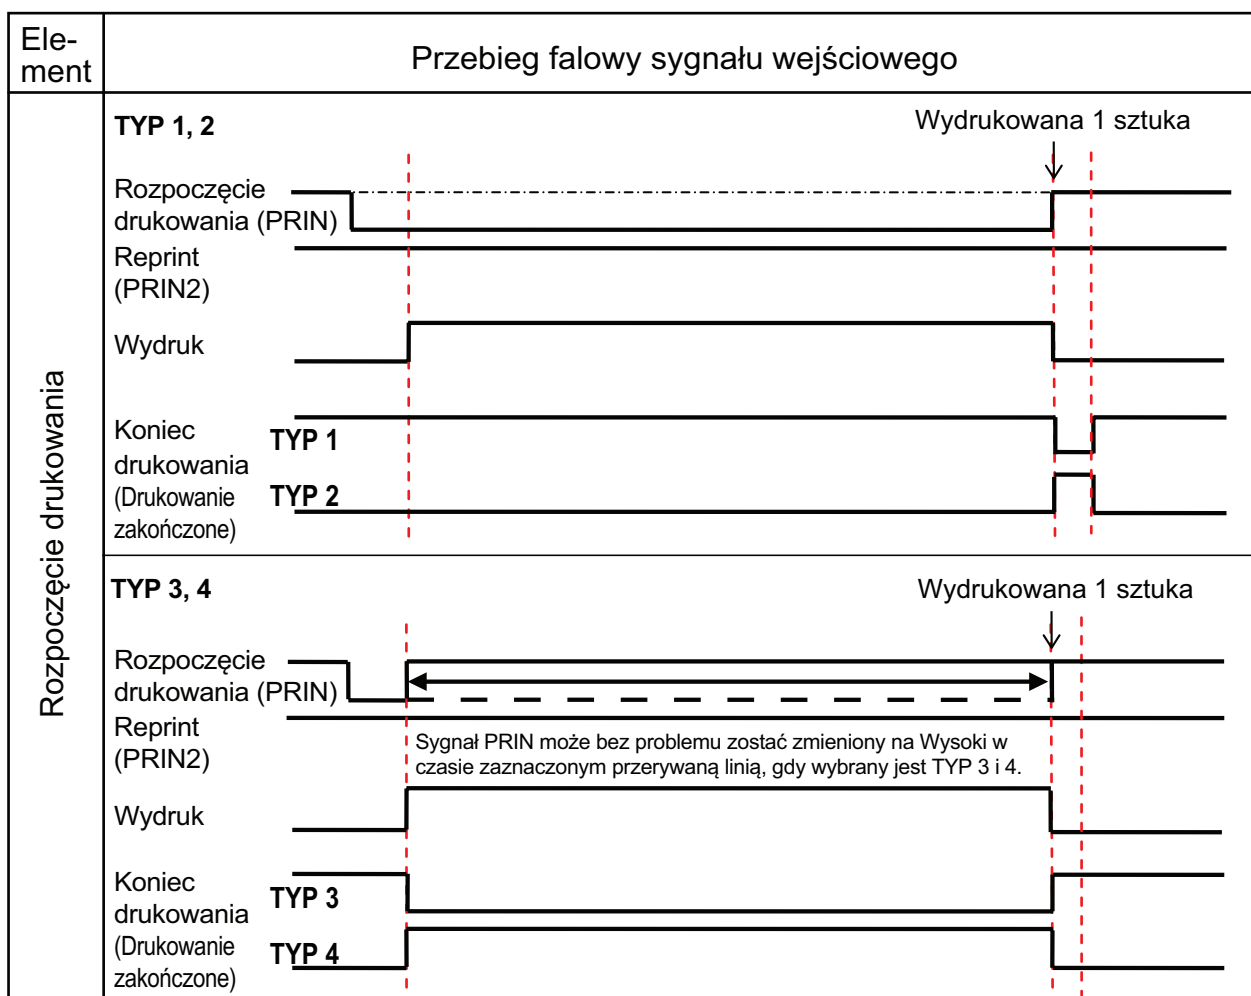 Ele-
ment
Przebieg falowy sygnału wejściowego
Rozpoczęcie drukowania
TYP 1, 2
Wydrukowana 1 sztuka
Rozpoczęcie
drukowania (PRIN)
Reprint
(PRIN2)
Wydruk
Koniec
drukowania
(Drukowanie
zakończone)
TYP 1
TYP 2
TYP 3, 4
Wydrukowana 1 sztuka
Rozpoczęcie
drukowania (PRIN)
Reprint
(PRIN2)
Sygnał PRIN może bez problemu zostać zmieniony na Wysoki w
czasie zaznaczonym przerywaną linią, gdy wybrany jest TYP 3 i 4.
Wydruk
Koniec
drukowania
(Drukowanie
zakończone)
TYP 3
TYP 4